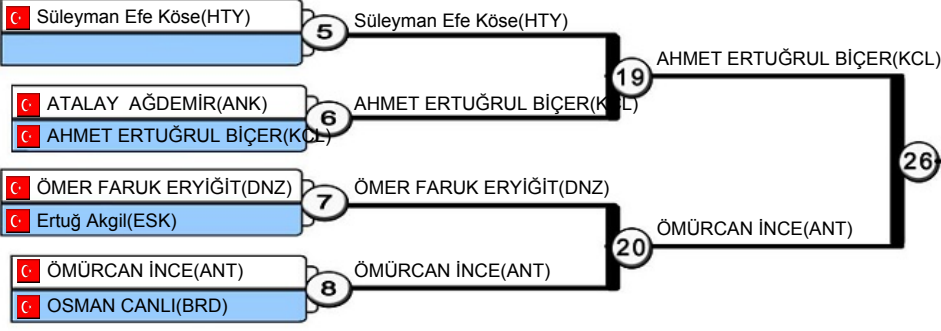 Süleyman Efe Köse(HTY)
5
Süleyman Efe Köse(HTY)
19
AHMET ERTUĞRUL BİÇER(KCL)
ATALAY AĞDEMİR(ANK)
6
AHMET ERTUĞRUL BİÇER(KCL)
AHMET ERTUĞRUL BİÇER(KCL)
26
ÖMER FARUK ERYİĞİT(DNZ)
7
ÖMER FARUK ERYİĞİT(DNZ)
Ertuğ Akgil(ESK)
20
ÖMÜRCAN İNCE(ANT)
ÖMÜRCAN İNCE(ANT)
8
ÖMÜRCAN İNCE(ANT)
OSMAN CANLI(BRD)